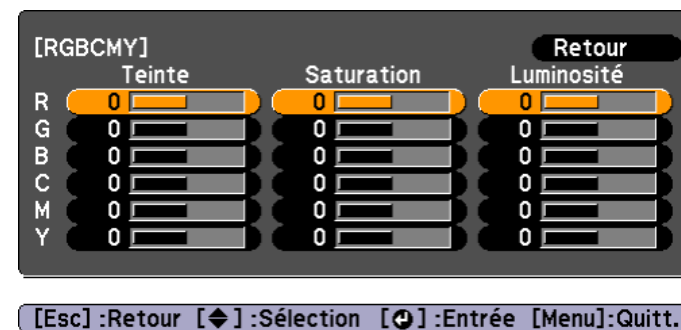 [RGBCMY] Retour
Teinte Saturation Luminosité
R 0 0 0
G 0 0 0
B 0 0 0
C 0 0 0
M 0 0 0
Y 0 0 0
[Esc] :Retour [◆] :Sélection [⏎] :Entrée [Menu]:Quitt.